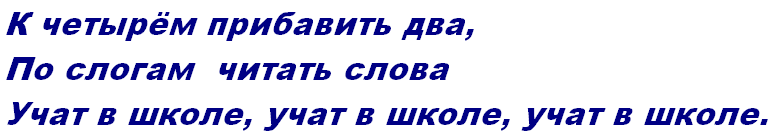 К четырём прибавить два,
По слогам читать слова
Учат в школе, учат в школе, учат в школе.